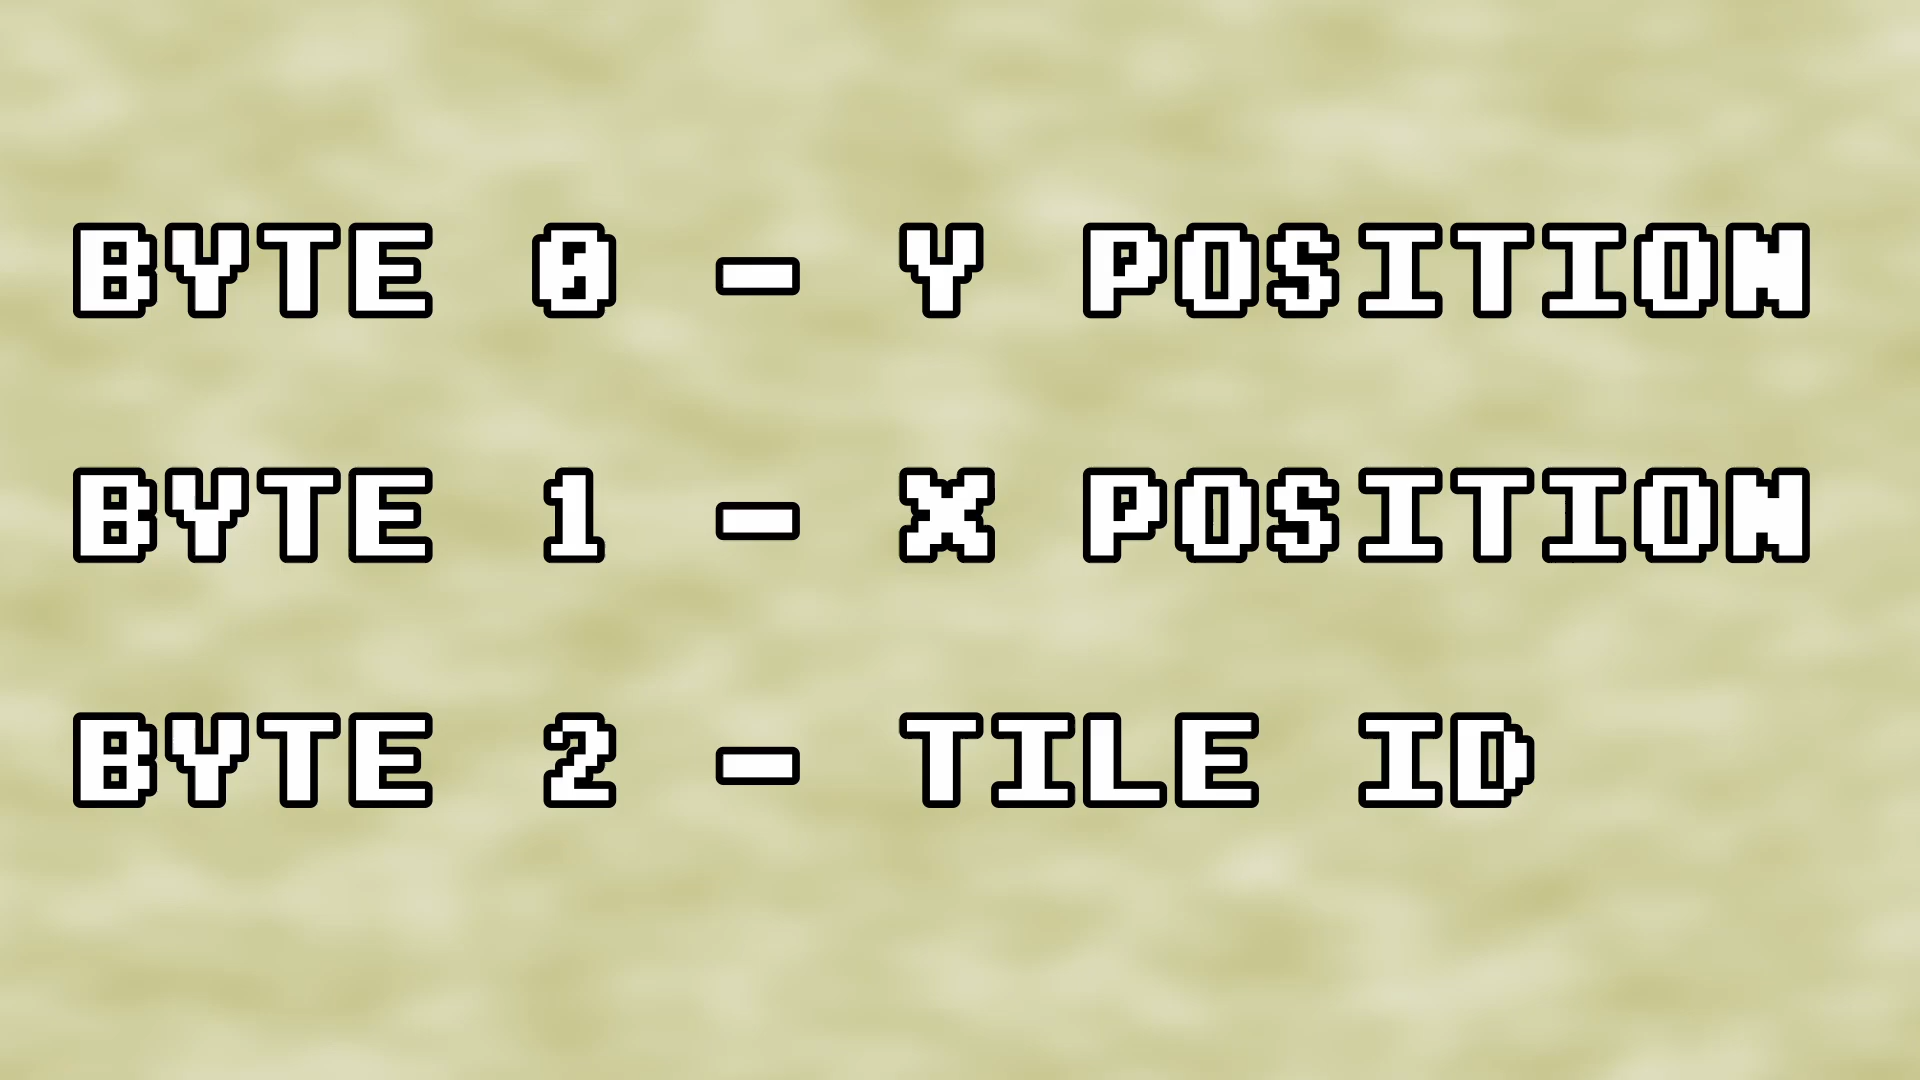 BYTE 0 - Y POSITION
BYTE 1 - X POSITION
BYTE 2 - TILE ID